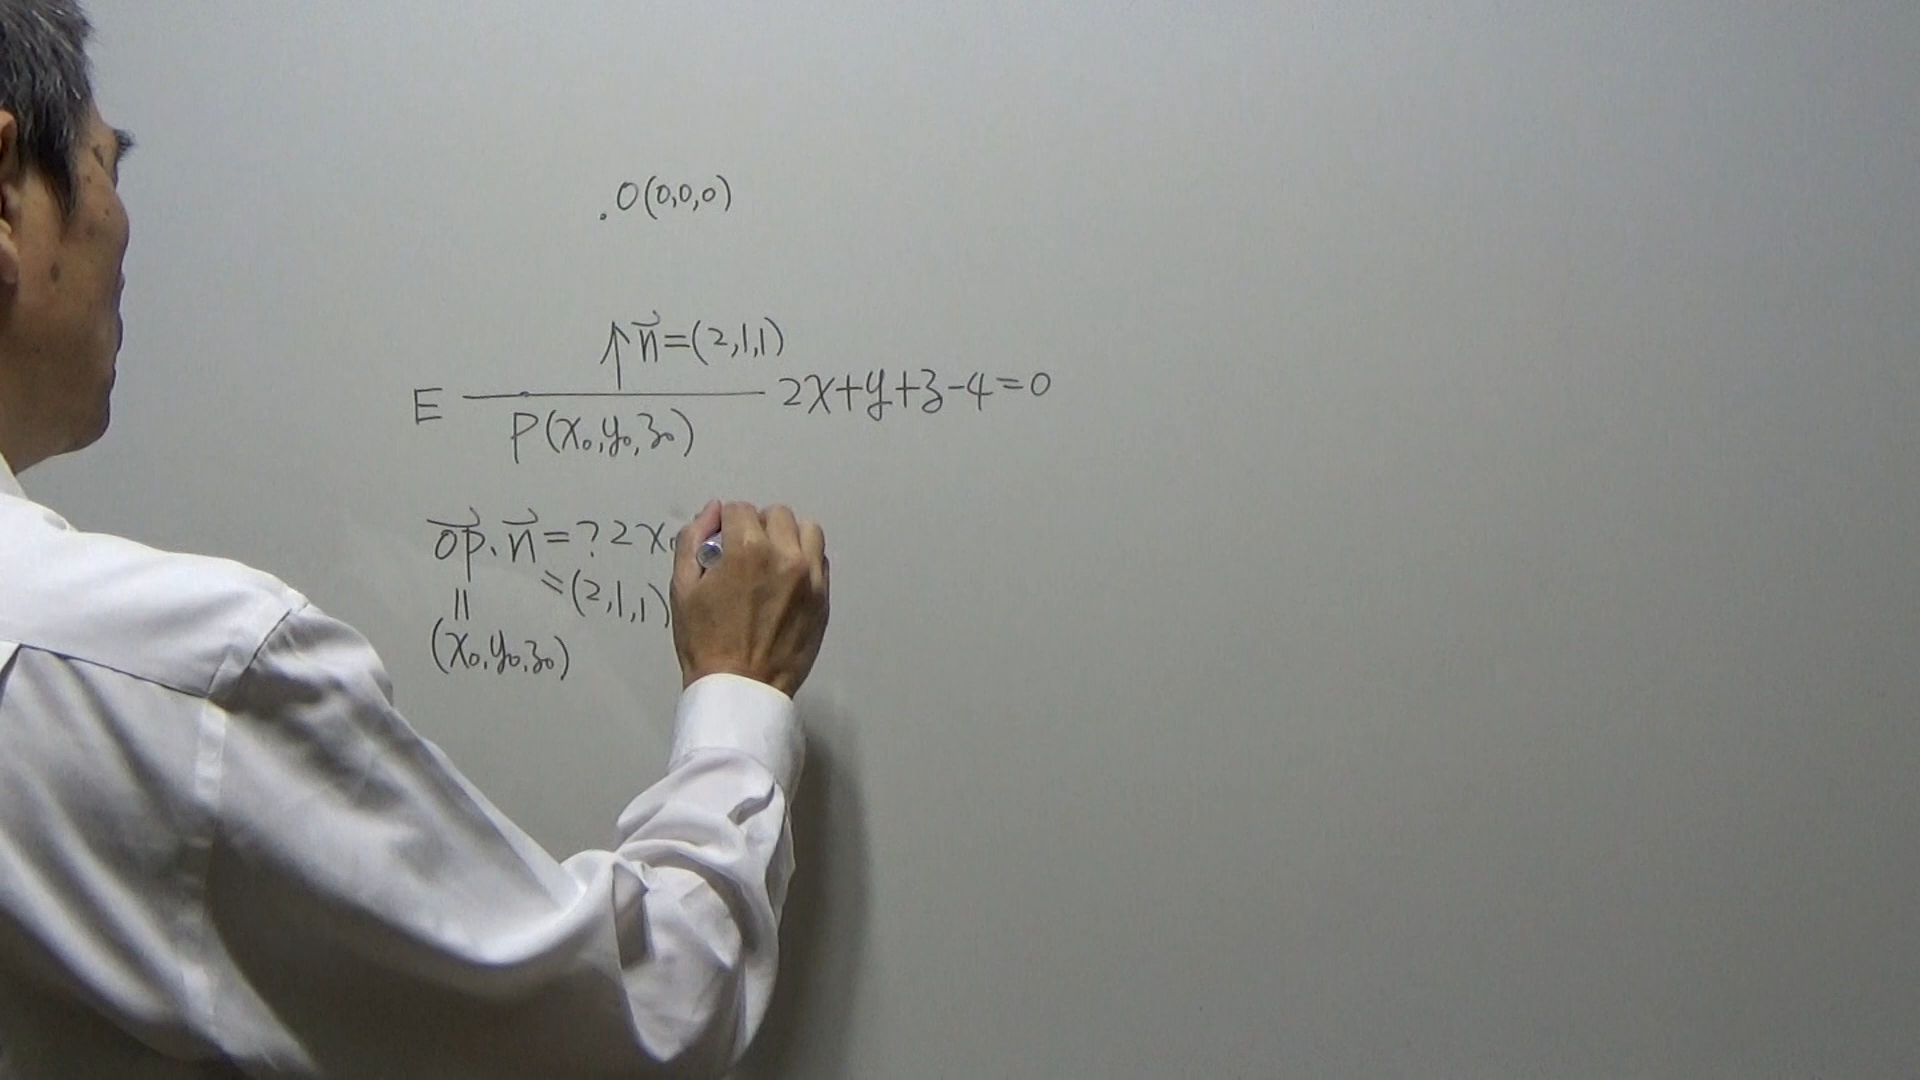 .O(0,0,0)
↑n⃗=(2,1,1)
E 2x+y+z-4=0
P(x₀,y₀,z₀)
OP⃗.n⃗=?2x
=(2,1,1)
||
(x₀,y₀,z₀)